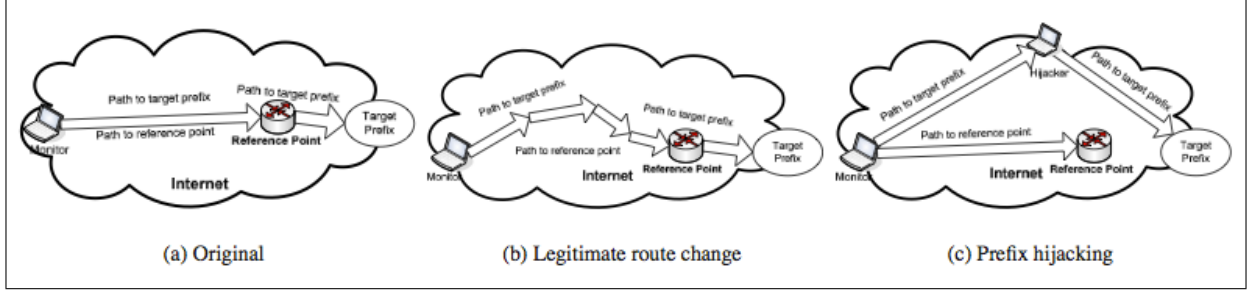 Path to target prefix
Path to target prefix
Path to reference point
Monitor
Reference Point
Target
Prefix
Internet
(a) Original
Path to target prefix
Path to target prefix
Path to reference point
Monitor
Reference Point
Target
Prefix
Internet
(b) Legitimate route change
Hijacker
Path to target prefix
Path to target prefix
Path to reference point
Monitor
Reference Point
Target
Prefix
Internet
(c) Prefix hijacking